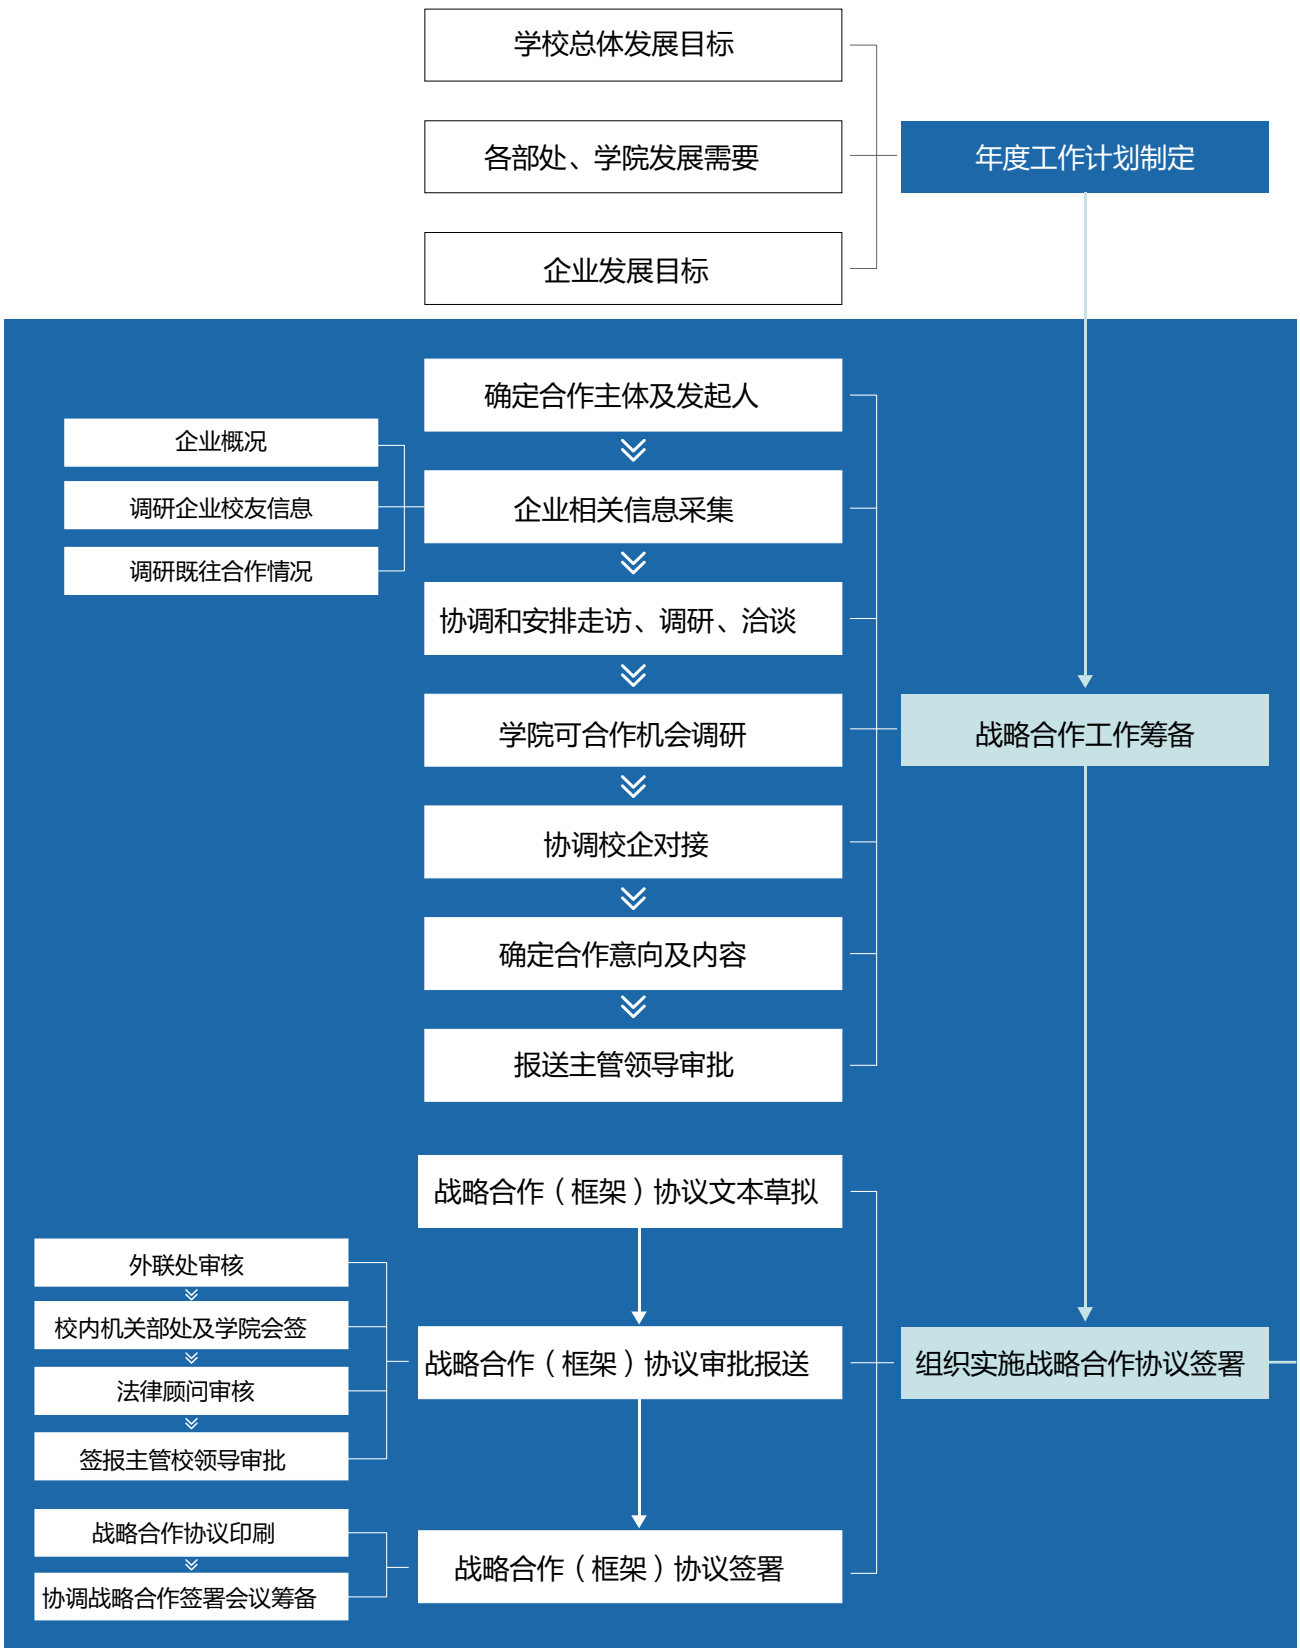 学校总体发展目标
各部处、学院发展需要
年度工作计划制定
企业发展目标
确定合作主体及发起人
企业概况
调研企业校友信息
企业相关信息采集
调研既往合作情况
协调和安排走访、调研、洽谈
学院可合作机会调研
战略合作工作筹备
协调校企对接
确定合作意向及内容
报送主管领导审批
战略合作（框架）协议文本草拟
外联处审核
校内机关部处及学院会签
战略合作（框架）协议审批报送
组织实施战略合作协议签署
法律顾问审核
签报主管校领导审批
战略合作协议印刷
战略合作（框架）协议签署
协调战略合作签署会议筹备